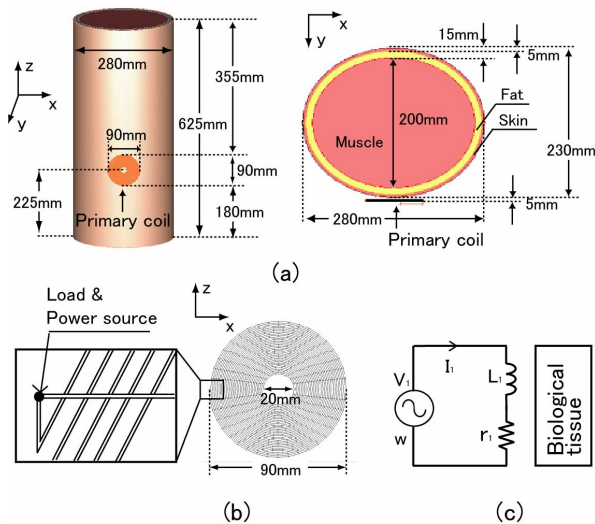 z
x
y
280mm
355mm
625mm
90mm
90mm
225mm
180mm
Primary coil
x
y
15mm
5mm
Fat
Skin
Muscle
200mm
230mm
280mm
5mm
Primary coil
(a)
Load &
Power source
z
x
20mm
90mm
(b)
I₁
V₁
w
L₁
r₁
Biological
tissue
(c)